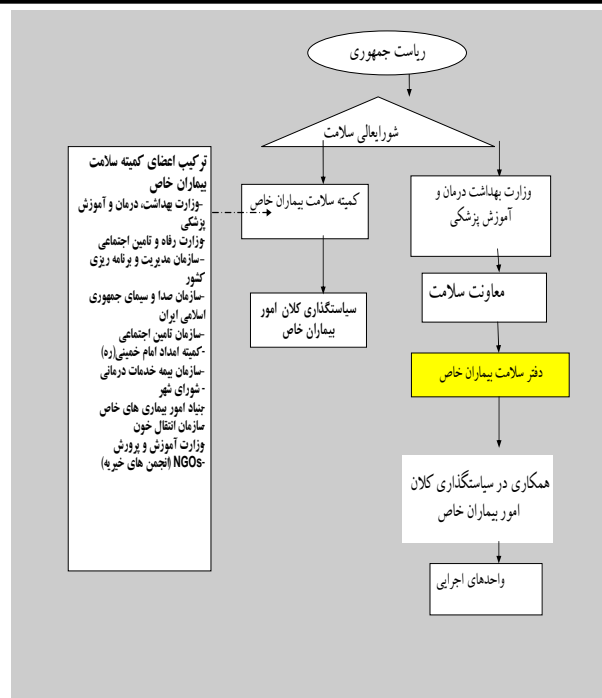 ریاست جمهوری
شورایعالی سلامت
ترکیب اعضای کمیته سلامت
بیماران خاص
-وزارت بهداشت، درمان و آموزش
پزشکی
-وزارت رفاه و تامین اجتماعی
-سازمان مدیریت و برنامه ریزی
کشور
-سازمان صدا و سیمای جمهوری
اسلامی ایران
-سازمان تامین اجتماعی
-کمیته امداد امام خمینی(ره)
-سازمان بیمه خدمات درمانی
- شورای شهر
-بنیاد امور بیماری های خاص
-سازمان انتقال خون
-وزارت آموزش و پرورش
-NGOs (انجمن های خیریه)
کمیته سلامت بیماران خاص
سیاستگذاری کلان امور
بیماران خاص
وزارت بهداشت درمان و
آموزش پزشکی
معاونت سلامت
دفتر سلامت بیماران خاص
همکاری در سیاستگذاری کلان
امور بیماران خاص
واحدهای اجرایی